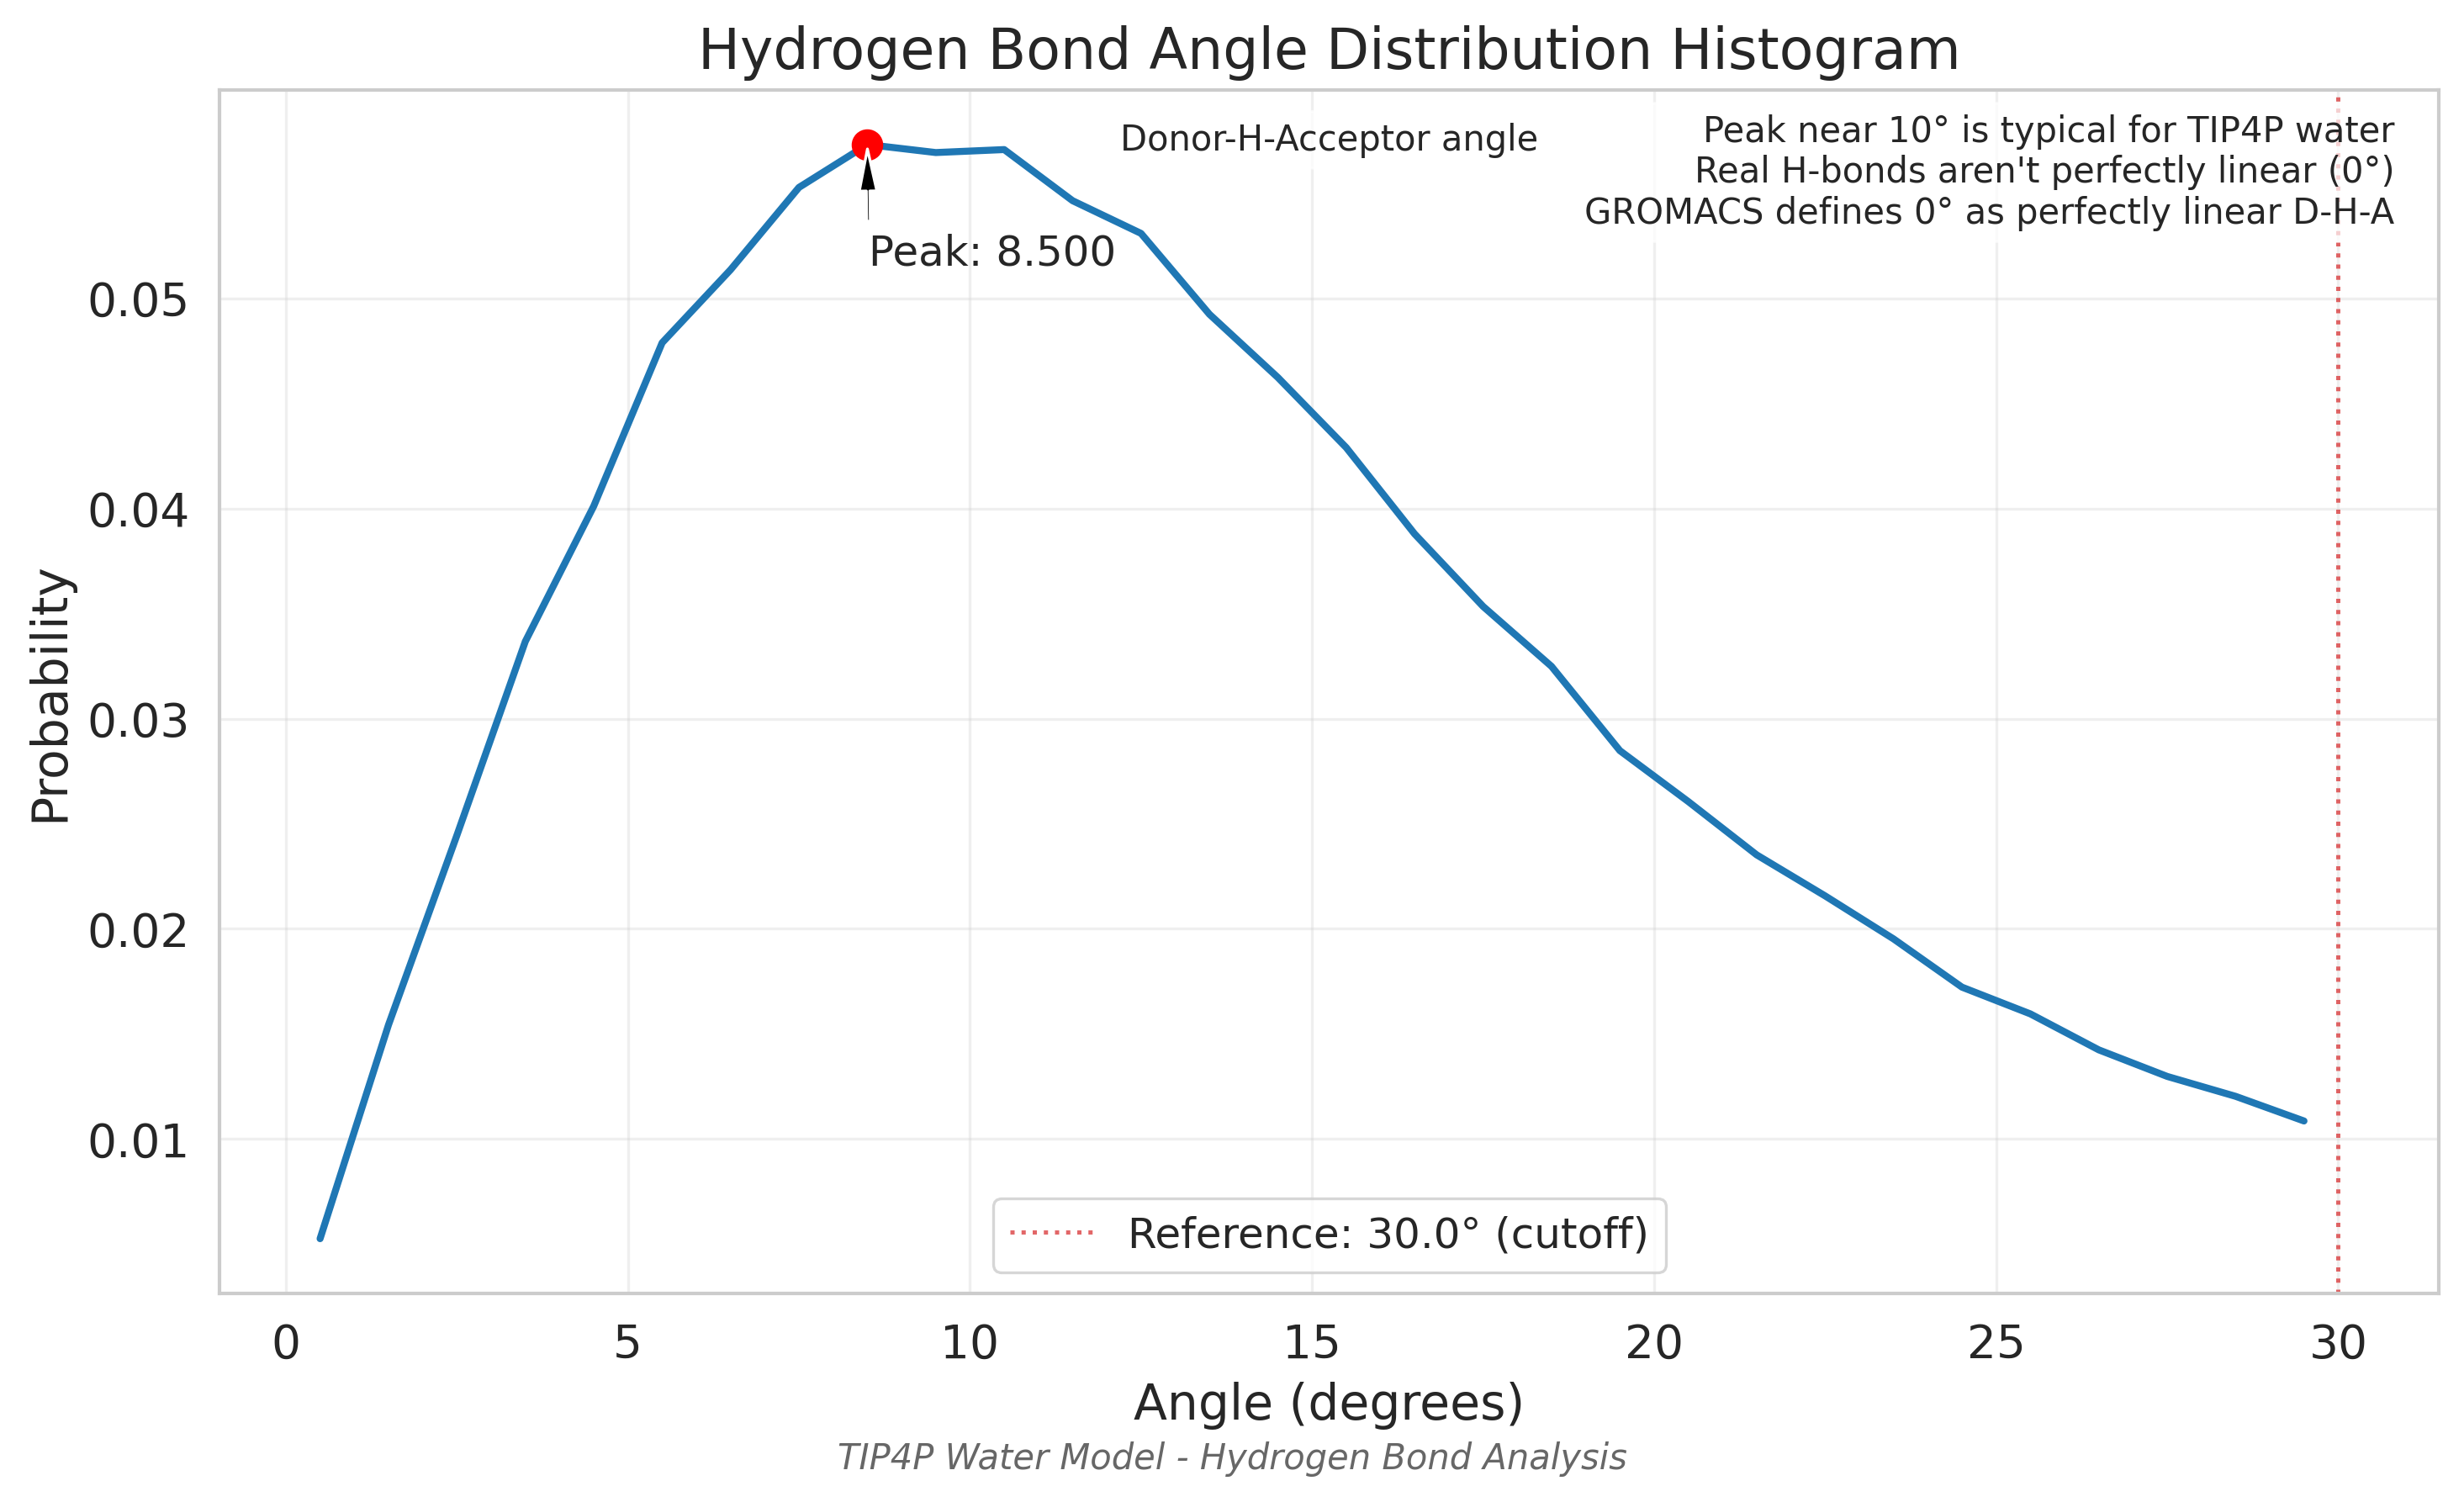 Hydrogen Bond Angle Distribution Histogram
Donor-H-Acceptor angle
Peak near 10° is typical for TIP4P water
Real H-bonds aren't perfectly linear (0°)
GROMACS defines 0° as perfectly linear D-H-A
Peak: 8.500
0.05
0.04
0.03
0.02
0.01
Probability
Reference: 30.0° (cutoff)
0 5 10 15 20 25 30
Angle (degrees)
TIP4P Water Model - Hydrogen Bond Analysis